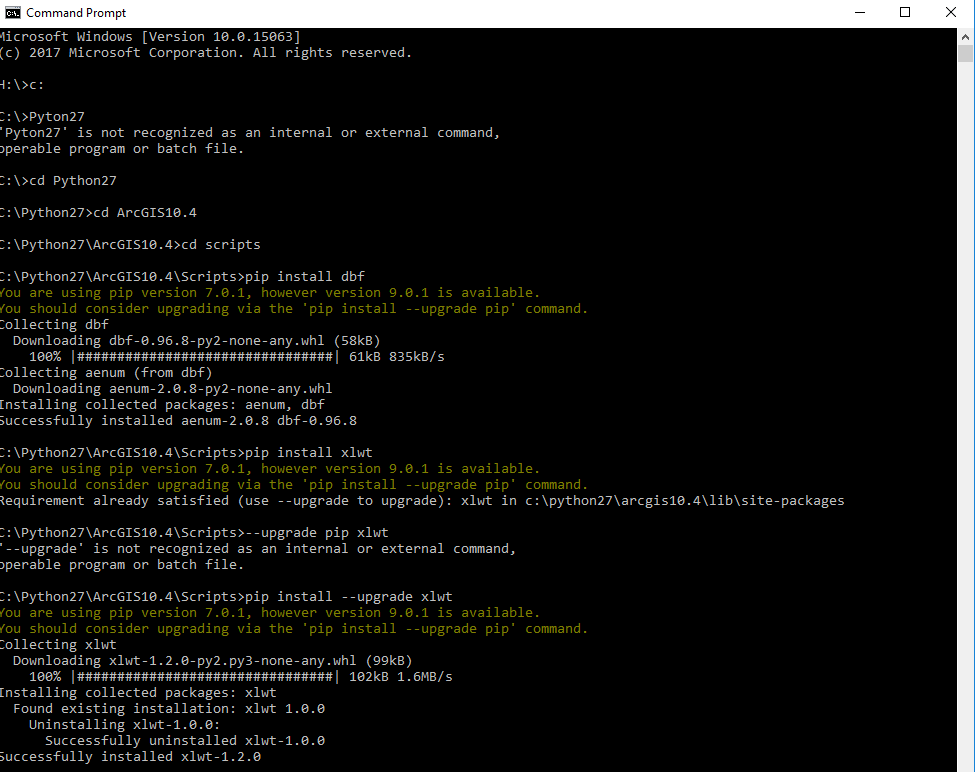 Command Prompt
Microsoft Windows [Version 10.0.15063]
(c) 2017 Microsoft Corporation. All rights reserved.
H:\>c:
C:\>Pyton27
'Pyton27' is not recognized as an internal or external command,
operable program or batch file.
C:\>cd Python27
C:\Python27>cd ArcGIS10.4
C:\Python27\ArcGIS10.4>cd scripts
C:\Python27\ArcGIS10.4\Scripts>pip install dbf
You are using pip version 7.0.1, however version 9.0.1 is available.
You should consider upgrading via the 'pip install --upgrade pip' command.
Collecting dbf
  Downloading dbf-0.96.8-py2-none-any.whl (58kB)
    100% |################################| 61kB 835kB/s
Collecting aenum (from dbf)
  Downloading aenum-2.0.8-py2-none-any.whl
Installing collected packages: aenum, dbf
Successfully installed aenum-2.0.8 dbf-0.96.8
C:\Python27\ArcGIS10.4\Scripts>pip install xlwt
You are using pip version 7.0.1, however version 9.0.1 is available.
You should consider upgrading via the 'pip install --upgrade pip' command.
Requirement already satisfied (use --upgrade to upgrade): xlwt in c:\python27\arcgis10.4\lib\site-packages
C:\Python27\ArcGIS10.4\Scripts>--upgrade pip xlwt
'--upgrade' is not recognized as an internal or external command,
operable program or batch file.
C:\Python27\ArcGIS10.4\Scripts>pip install --upgrade xlwt
You are using pip version 7.0.1, however version 9.0.1 is available.
You should consider upgrading via the 'pip install --upgrade pip' command.
Collecting xlwt
  Downloading xlwt-1.2.0-py2.py3-none-any.whl (99kB)
    100% |################################| 102kB 1.6MB/s
Installing collected packages: xlwt
  Found existing installation: xlwt 1.0.0
    Uninstalling xlwt-1.0.0:
      Successfully uninstalled xlwt-1.0.0
Successfully installed xlwt-1.2.0